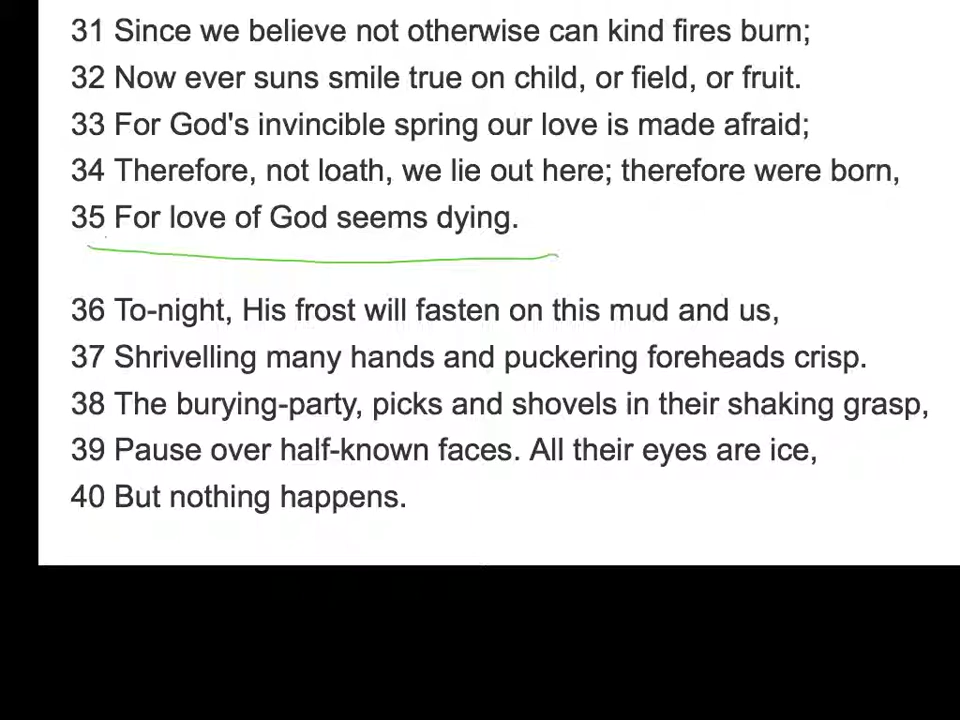 31 Since we believe not otherwise can kind fires burn;
32 Now ever suns smile true on child, or field, or fruit.
33 For God's invincible spring our love is made afraid;
34 Therefore, not loath, we lie out here; therefore were born,
35 For love of God seems dying.
36 To-night, His frost will fasten on this mud and us,
37 Shrivelling many hands and puckering foreheads crisp.
38 The burying-party, picks and shovels in their shaking grasp,
39 Pause over half-known faces. All their eyes are ice,
40 But nothing happens.